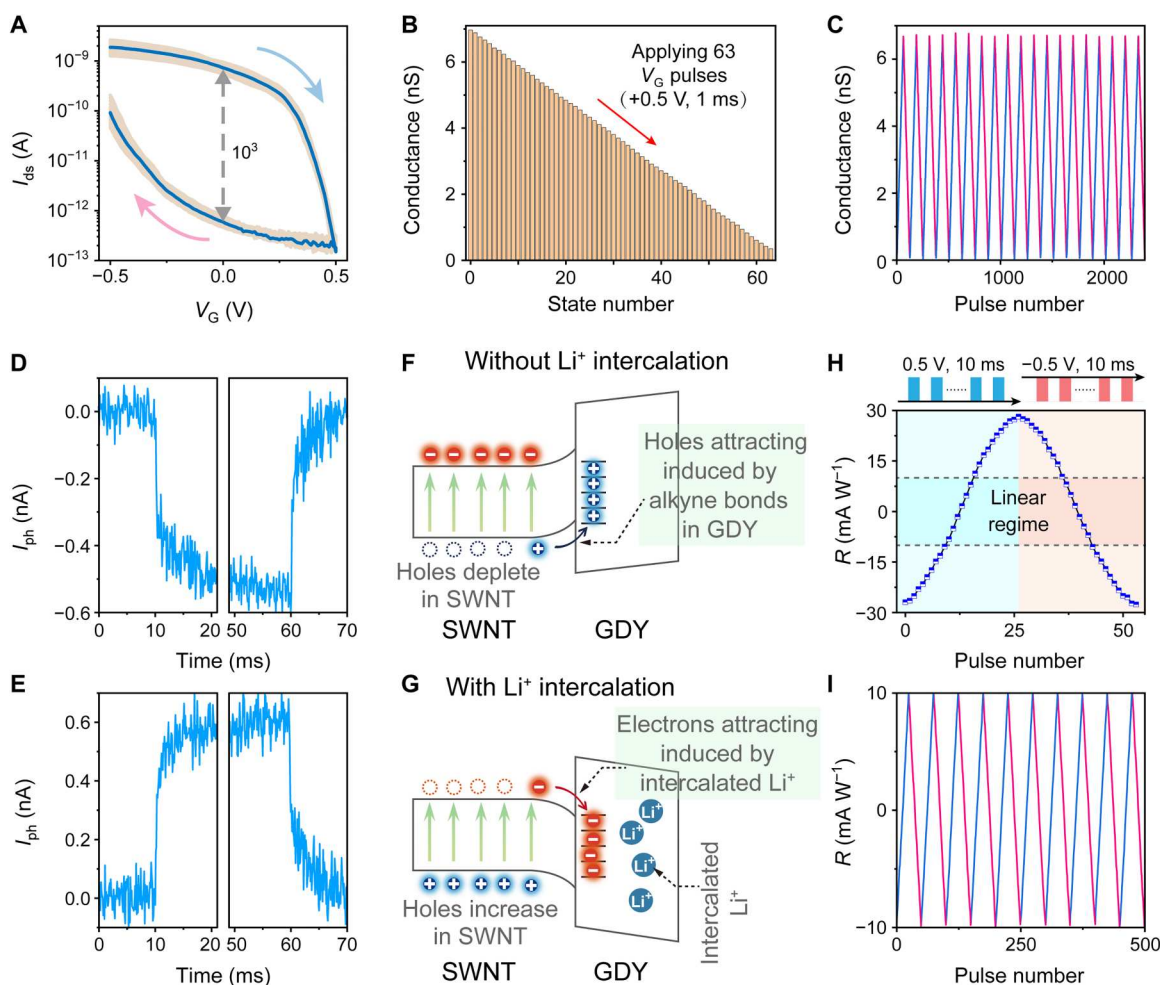 A
10⁻⁹
10⁻¹⁰
10⁻¹¹
10⁻¹²
10⁻¹³
I_ds (A)
10³
−0.5
0.0
0.5
V_G (V)
B
6
4
2
0
Conductance (nS)
Applying 63
V_G pulses
(+0.5 V, 1 ms)
0
20
40
60
State number
C
6
4
2
0
Conductance (nS)
0
1000
2000
Pulse number
D
0.0
−0.2
−0.4
−0.6
I_ph (nA)
0
10
20
50
60
70
Time (ms)
E
0.6
0.4
0.2
0.0
I_ph (nA)
0
10
20
50
60
70
Time (ms)
F
Without Li⁺ intercalation
Holes attracting
induced by
alkyne bonds
in GDY
Holes deplete
in SWNT
SWNT
GDY
G
With Li⁺ intercalation
Electrons attracting
induced by
intercalated Li⁺
Li⁺
Li⁺
Li⁺
Li⁺
Intercalated
Li⁺
Holes increase
in SWNT
SWNT
GDY
H
0.5 V, 10 ms
−0.5 V, 10 ms
30
15
0
−15
−30
R (mA W⁻¹)
Linear
regime
0
25
50
Pulse number
I
10
0
−10
R (mA W⁻¹)
0
250
500
Pulse number